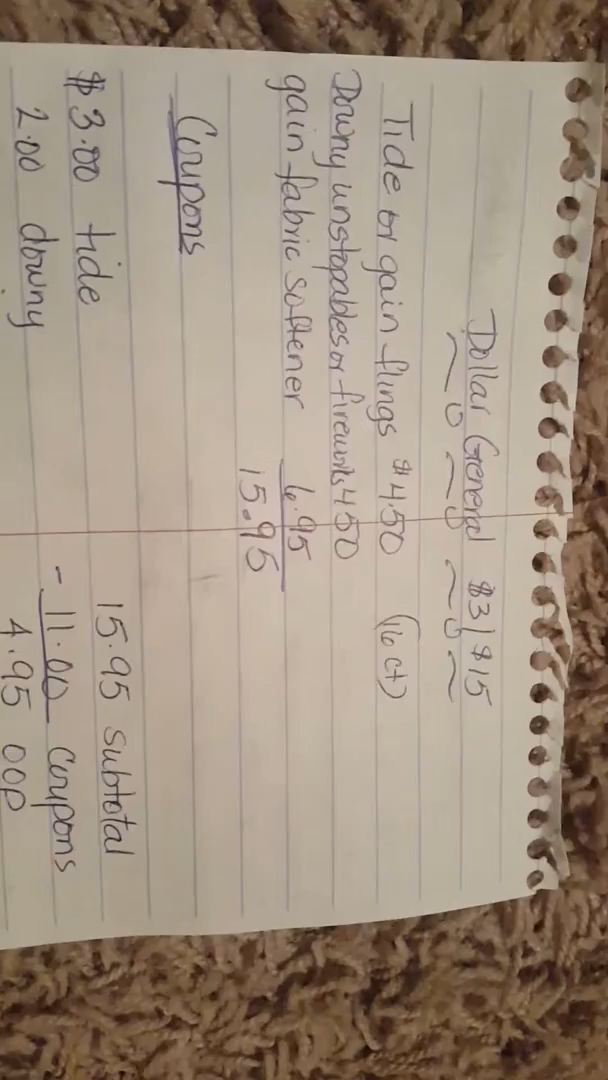 Dollar General $3/$15
Tide or gain flings $4.50 (16 ct)
Downy unstopables or fireworks 4.50
gain fabric softener 6.95
15.95
Coupons
$3.00 tide 15.95 subtotal
2.00 downy - 11.00 coupons
4.95 OOP